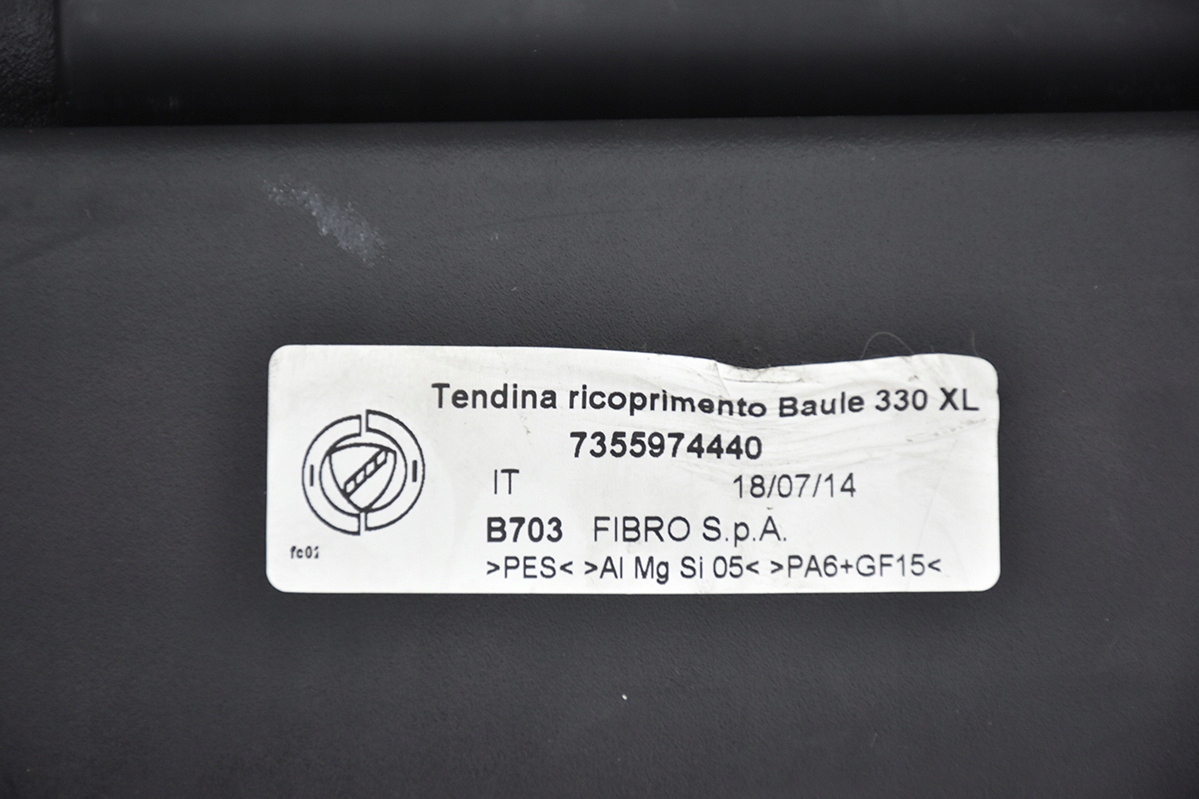 Tendina ricoprimento Baule 330 XL
7355974440
IT 18/07/14
B703 FIBRO S.p.A.
>PES< >Al Mg Si 05< >PA6+GF15<